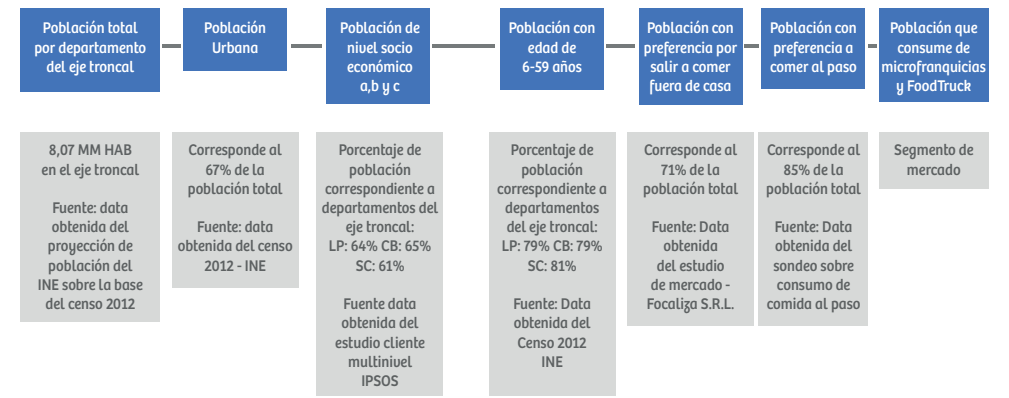 Población total
por departamento
del eje troncal
Población
Urbana
Población de
nivel socio
económico
a,b y c
Población con
edad de
6-59 años
Población con
preferencia por
salir a comer
fuera de casa
Población con
preferencia a
comer al paso
Población que
consume de
microfranquicias
y FoodTruck
8,07 MM HAB
en el eje troncal
Fuente: data
obtenida del
proyección de
población del
INE sobre la base
del censo 2012
Corresponde al
67% de la
población total
Fuente: data
obtenida del censo
2012 - INE
Porcentaje de
población
correspondiente a
departamentos del
eje troncal:
LP: 64% CB: 65%
SC: 61%
Fuente data
obtenida del
estudio cliente
multinivel
IPSOS
Porcentaje de
población
correspondiente a
departamentos
del eje troncal:
LP: 79% CB: 79%
SC: 81%
Fuente: Data
obtenida del
Censo 2012
INE
Corresponde al
71% de la
población total
Fuente: Data
obtenida
del estudio
de mercado -
Focaliza S.R.L.
Corresponde al
85% de la
población total
Fuente: Data
obtenida del
sondeo sobre
consumo de
comida al paso
Segmento de
mercado